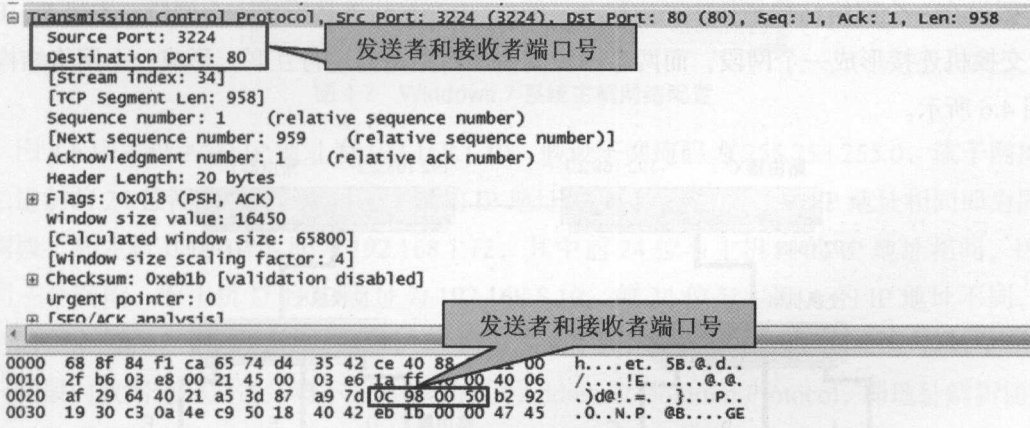 Transmission Control Protocol, Src Port: 3224 (3224), Dst Port: 80 (80), Seq: 1, Ack: 1, Len: 958
Source Port: 3224
Destination Port: 80
发送者和接收者端口号
[Stream index: 34]
[TCP Segment Len: 958]
Sequence number: 1 (relative sequence number)
[Next sequence number: 959 (relative sequence number)]
Acknowledgment number: 1 (relative ack number)
Header Length: 20 bytes
Flags: 0x018 (PSH, ACK)
Window size value: 16450
[Calculated window size: 65800]
[Window size scaling factor: 4]
Checksum: 0xeb1b [validation disabled]
Urgent pointer: 0
[SEQ/ACK analysis]
发送者和接收者端口号
0000 68 8f 84 f1 ca 65 74 d4 35 42 ce 40 88 00 h....et. 5B.@.d..
0010 2f b6 03 e8 00 21 45 00 03 e6 1a ff 00 40 06 /....!E. .....@.@.
0020 af 29 64 40 21 a5 3d 87 a9 7d 0c 98 00 50 b2 92 .)d@!.=. .}...P..
0030 19 30 c3 0a 4e c9 50 18 40 42 eb 1b 00 00 47 45 .0..N.P. @B....GE